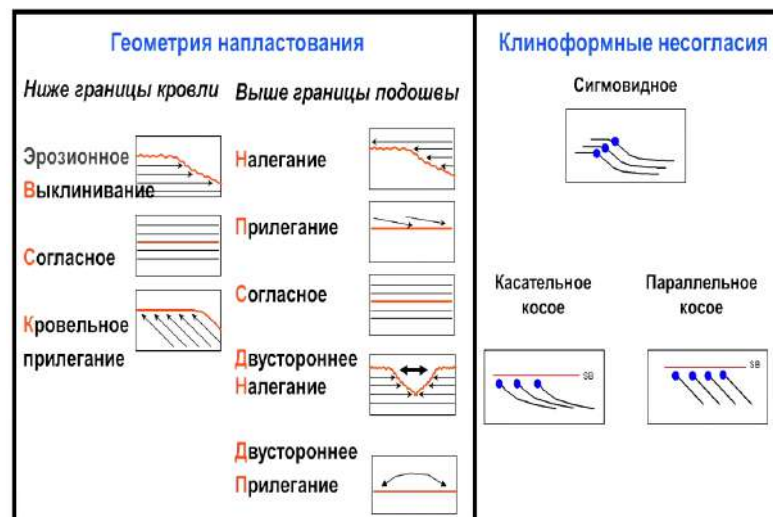 Геометрия напластования
Ниже границы кровли
Эрозионное
Выклинивание
Согласное
Кровельное
прилегание
Выше границы подошвы
Налегание
Прилегание
Согласное
Двустороннее
Налегание
Двустороннее
Прилегание
Клиноформные несогласия
Сигмовидное
Касательное
косое
SB
Параллельное
косое
SB